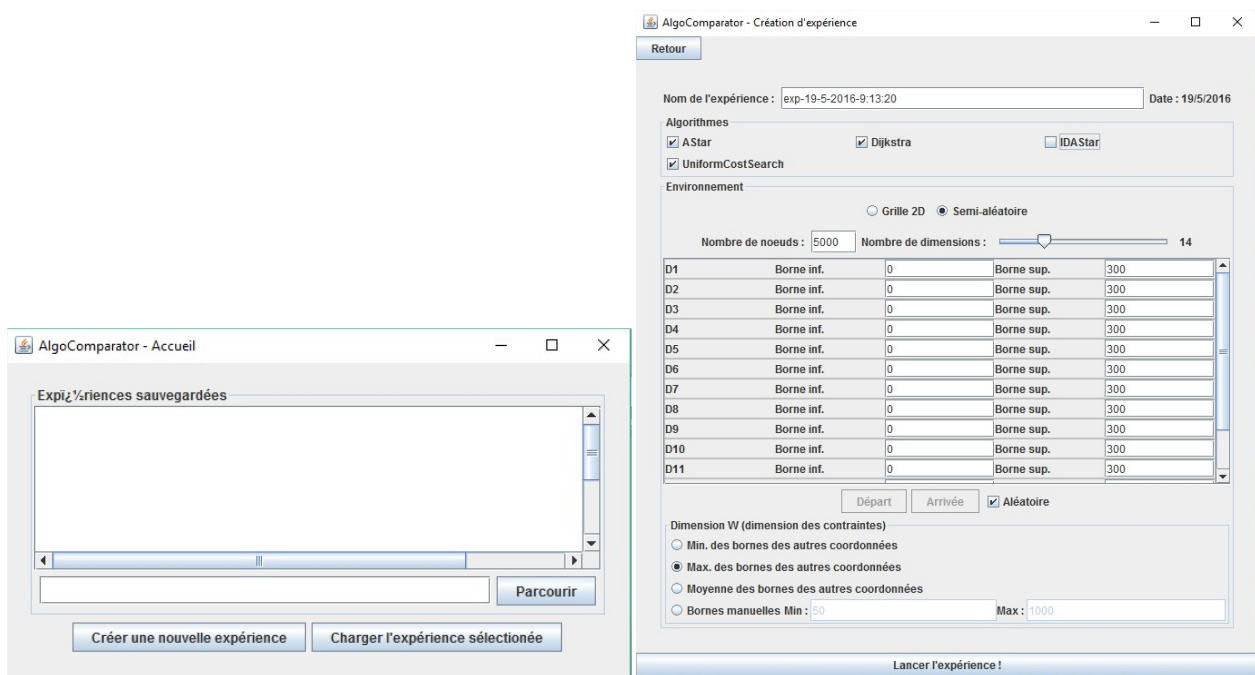 AlgoComparator - Accueil
Expï¿½riences sauvegardées
Parcourir
Créer une nouvelle expérience Charger l'expérience sélectionée
AlgoComparator - Création d'expérience
Retour
Nom de l'expérience : exp-19-5-2016-9:13:20 Date : 19/5/2016
Algorithmes
AStar Dijkstra IDAStar
UniformCostSearch
Environnement
Grille 2D Semi-aléatoire
Nombre de noeuds : 5000 Nombre de dimensions : 14
D1 Borne inf. 0 Borne sup. 300
D2 Borne inf. 0 Borne sup. 300
D3 Borne inf. 0 Borne sup. 300
D4 Borne inf. 0 Borne sup. 300
D5 Borne inf. 0 Borne sup. 300
D6 Borne inf. 0 Borne sup. 300
D7 Borne inf. 0 Borne sup. 300
D8 Borne inf. 0 Borne sup. 300
D9 Borne inf. 0 Borne sup. 300
D10 Borne inf. 0 Borne sup. 300
D11 Borne inf. 0 Borne sup. 300
Départ Arrivée Aléatoire
Dimension W (dimension des contraintes)
Min. des bornes des autres coordonnées
Max. des bornes des autres coordonnées
Moyenne des bornes des autres coordonnées
Bornes manuelles Min : 50 Max : 1000
Lancer l'expérience !